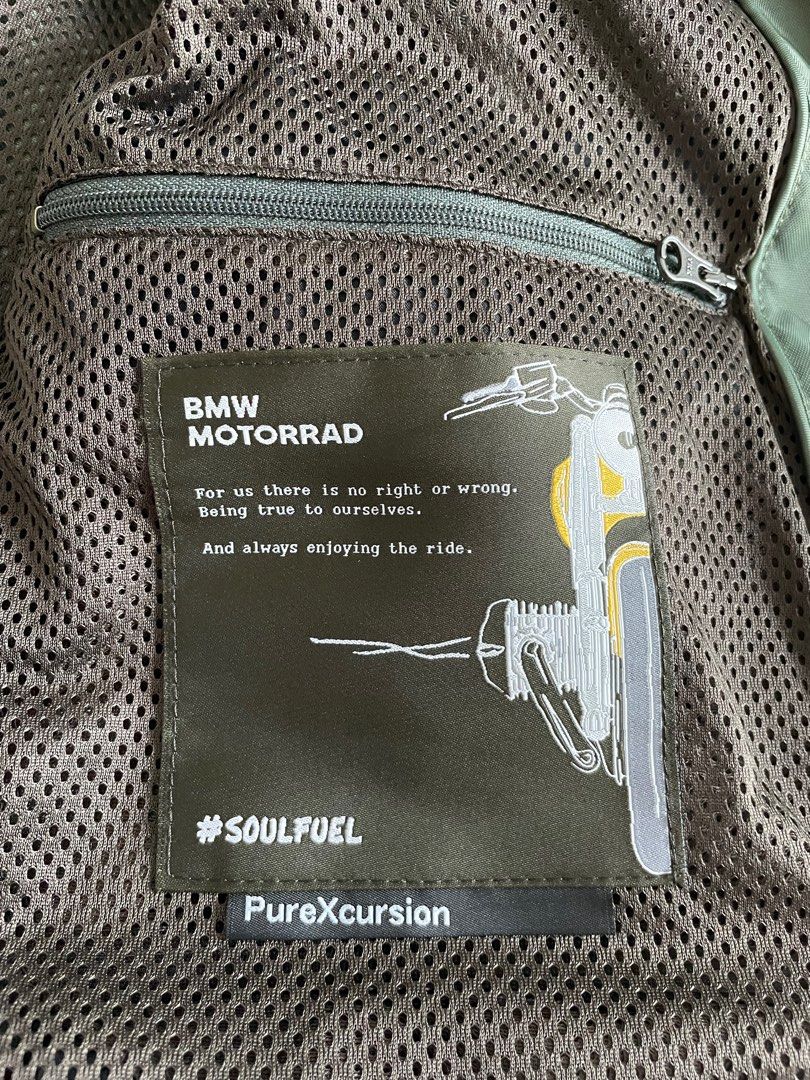 BMW
MOTORRAD
For us there is no right or wrong.
Being true to ourselves.
And always enjoying the ride.
#SOULFUEL
PureXcursion